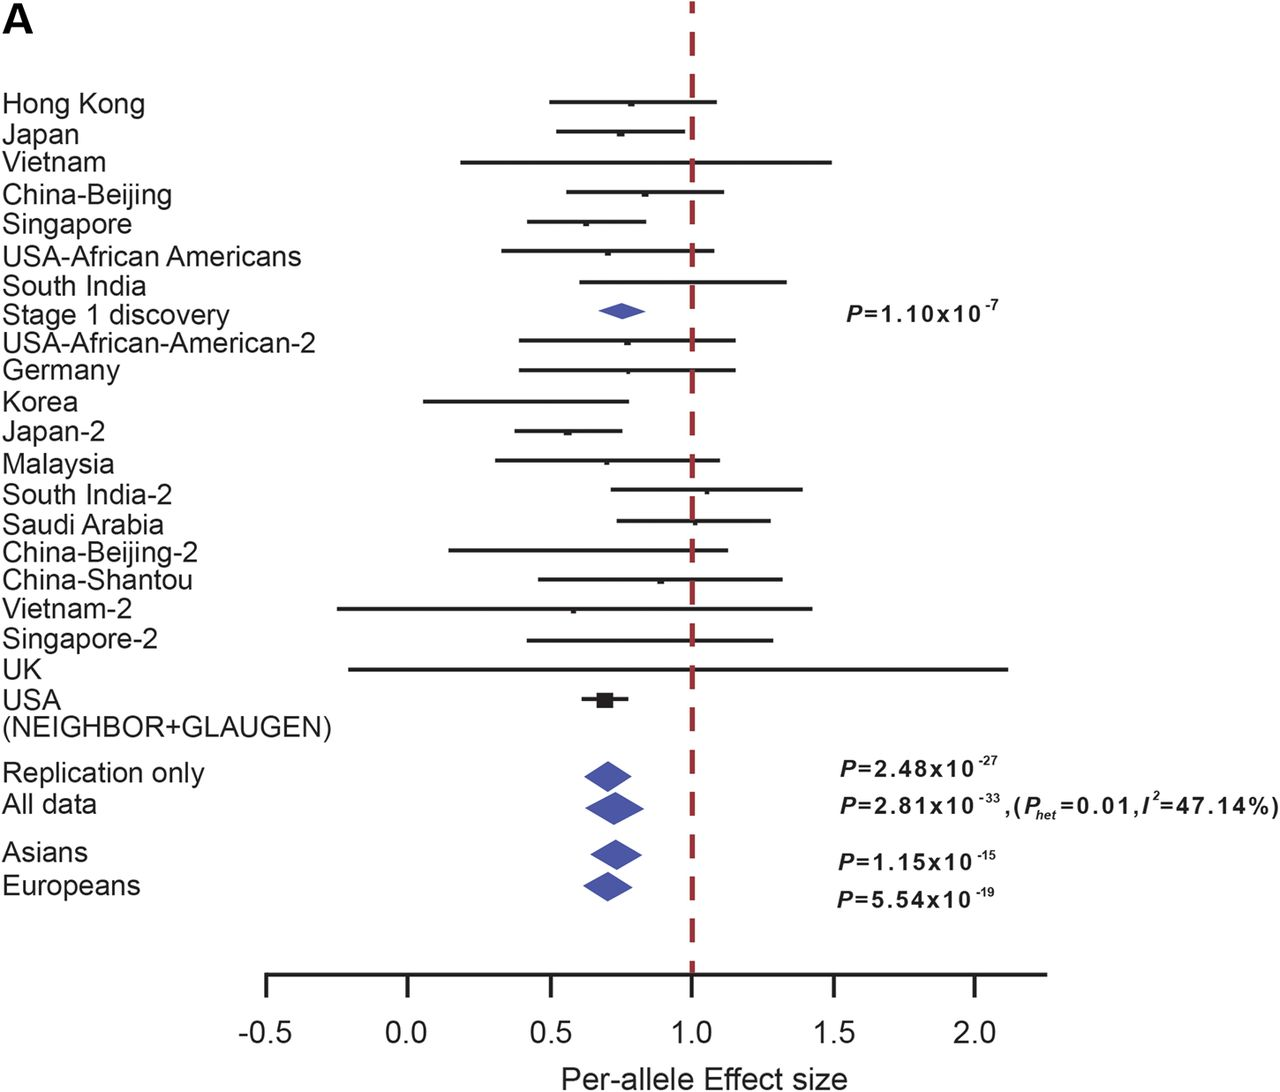 A
Hong Kong
Japan
Vietnam
China-Beijing
Singapore
USA-African Americans
South India
Stage 1 discovery P=1.10x10-7
USA-African-American-2
Germany
Korea
Japan-2
Malaysia
South India-2
Saudi Arabia
China-Beijing-2
China-Shantou
Vietnam-2
Singapore-2
UK
USA
(NEIGHBOR+GLAUGEN)
Replication only P=2.48x10-27
All data P=2.81x10-33,(Phet=0.01,I2=47.14%)
Asians P=1.15x10-15
Europeans P=5.54x10-19
-0.5 0.0 0.5 1.0 1.5 2.0
Per-allele Effect size